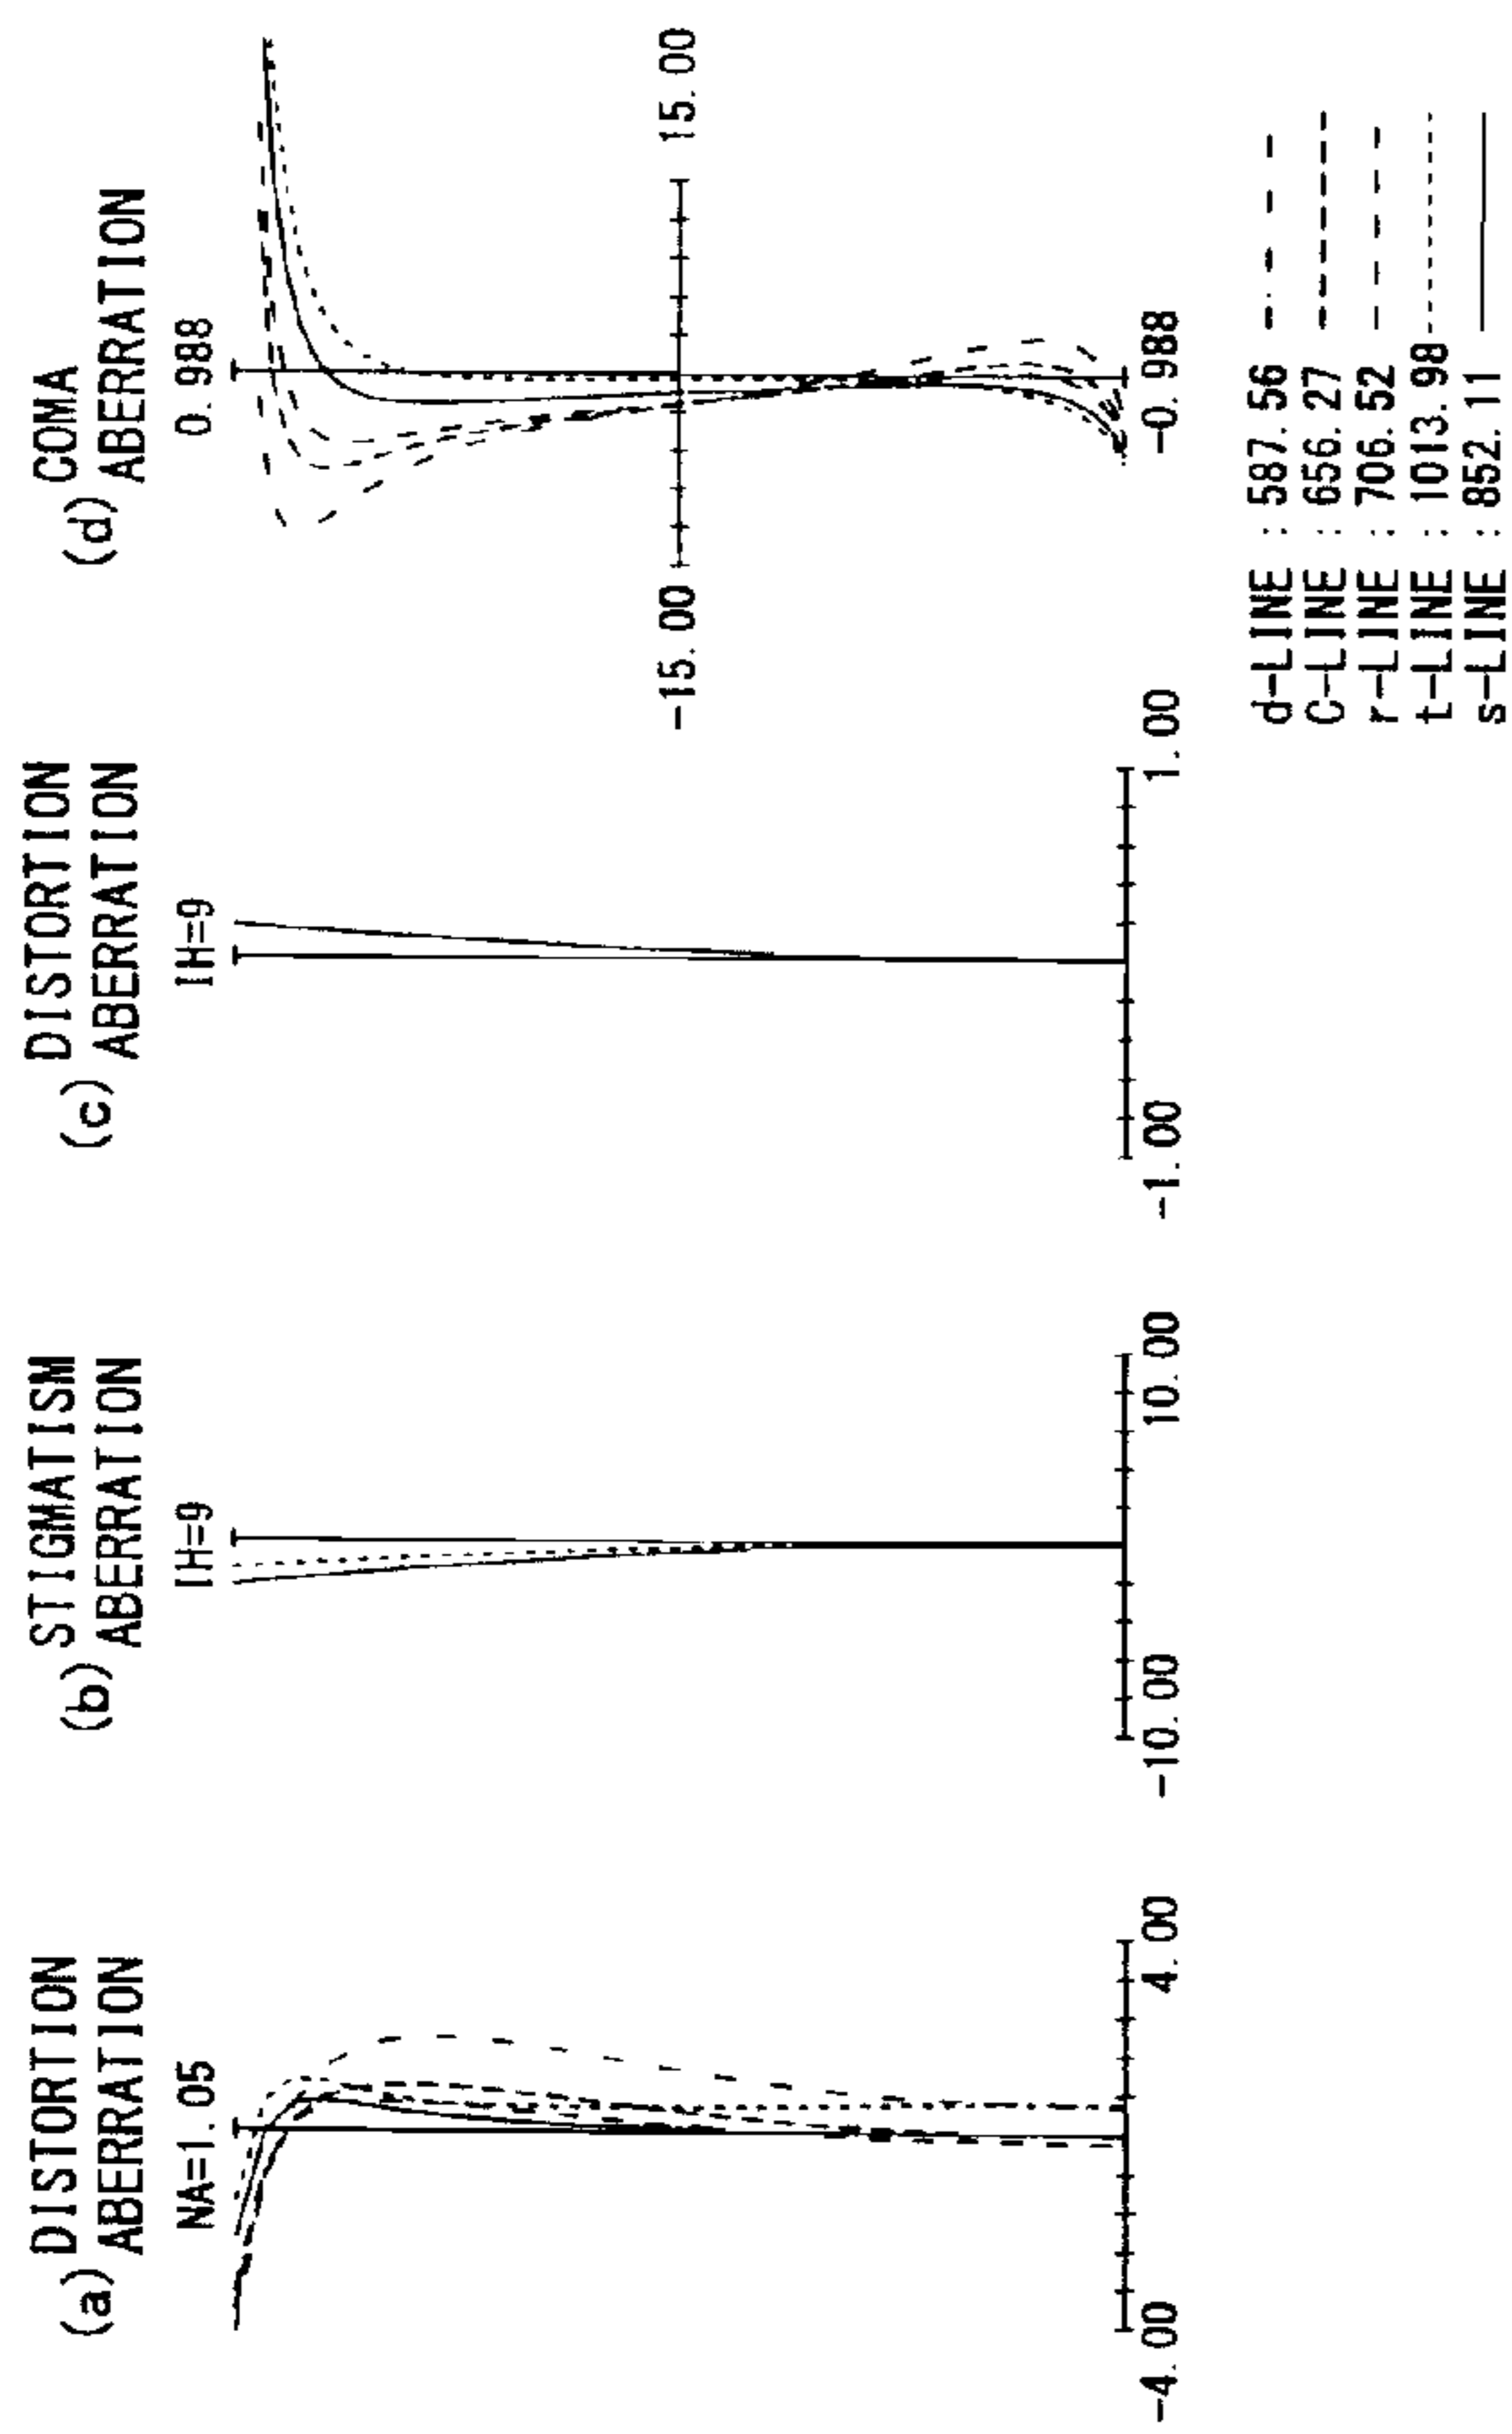 (a) DISTORTION
ABERRATION
NA=1.05
-4.00
4.00
(b) STIGMATISM
ABERRATION
IH=9
-10.00
10.00
(c) DISTORTION
ABERRATION
IH=9
-1.00
1.00
(d) COMA
ABERRATION
0.988
-15.00
15.00
-0.988
d-LINE : 587.56
C-LINE : 656.27
r-LINE : 706.52
t-LINE : 1013.98
s-LINE : 852.11